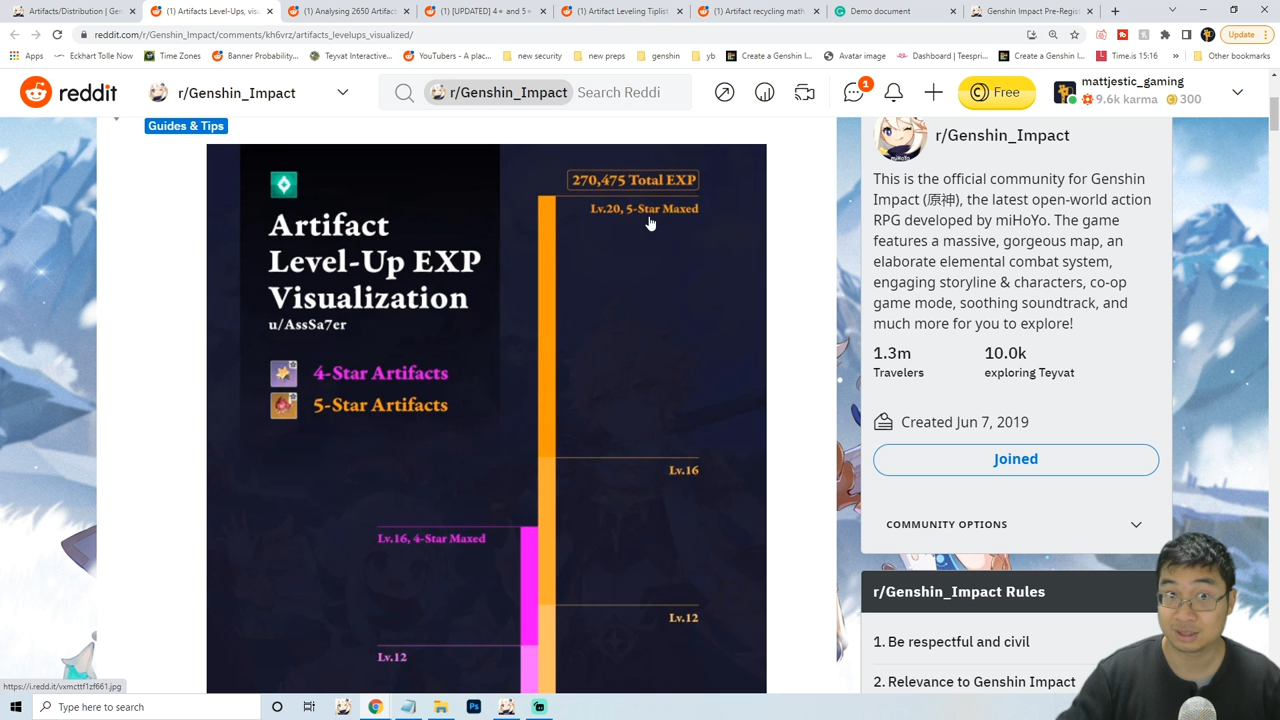 Artifacts/Distribution | Gen
(1) Artifacts Level-Ups, visu
(1) Analysing 2650 Artifact
(1) [UPDATED] 4★ and 5★
(1) Artifact Leveling Tiplist
(1) Artifact recycling math
Demo document
Genshin Impact Pre-Regist
reddit.com/r/Genshin_Impact/comments/kh6vrz/artifacts_levelups_visualized/
Update
Apps
Eckhart Tolle Now
Time Zones
Banner Probability...
Teyvat Interactive...
YouTubers - A plac...
new security
new preps
genshin
yb
Create a Genshin I...
Avatar image
Dashboard | Teespri...
Create a Genshin I...
Time.is 15:16
»
Other bookmarks
reddit
r/Genshin_Impact
r/Genshin_Impact
Search Reddi
1
Free
mattjestic_gaming
9.6k karma
300
Guides & Tips
270,475 Total EXP
Lv.20, 5-Star Maxed
Artifact
Level-Up EXP
Visualization
u/AssSa7er
4-Star Artifacts
5-Star Artifacts
Lv.16
Lv.16, 4-Star Maxed
Lv.12
Lv.12
miHoYo
r/Genshin_Impact
This is the official community for Genshin
Impact (原神), the latest open-world action
RPG developed by miHoYo. The game
features a massive, gorgeous map, an
elaborate elemental combat system,
engaging storyline & characters, co-op
game mode, soothing soundtrack, and
much more for you to explore!
1.3m
10.0k
Travelers
exploring Teyvat
Created Jun 7, 2019
Joined
COMMUNITY OPTIONS
r/Genshin_Impact Rules
1. Be respectful and civil
2. Relevance to Genshin Impact
https://i.redd.it/vxmcttf1zf661.jpg
Type here to search